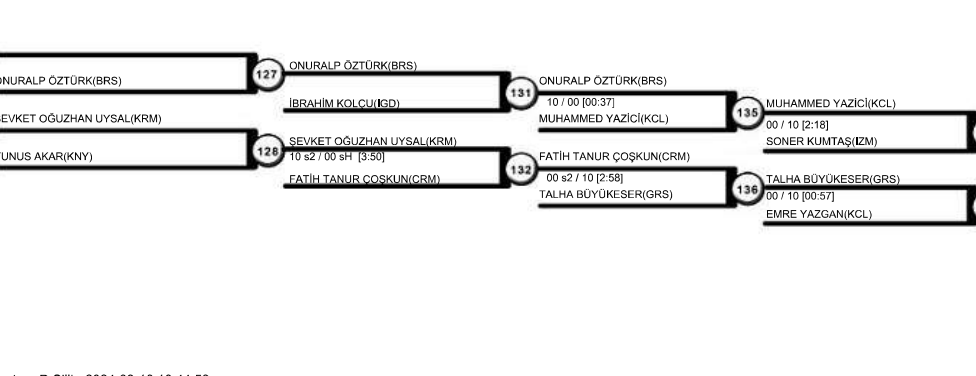 ONURALP ÖZTÜRK(BRS)
127
ŞEVKET OĞUZHAN UYSAL(KRM)
YUNUS AKAR(KNY)
128
ONURALP ÖZTÜRK(BRS)
İBRAHİM KOLCU(IGD)
131
ŞEVKET OĞUZHAN UYSAL(KRM)
10 s2 / 00 sH [3:50]
FATİH TANUR ÇOŞKUN(CRM)
132
ONURALP ÖZTÜRK(BRS)
10 / 00 [00:37]
MUHAMMED YAZİCİ(KCL)
135
FATİH TANUR ÇOŞKUN(CRM)
00 s2 / 10 [2:58]
TALHA BÜYÜKESER(GRS)
136
MUHAMMED YAZİCİ(KCL)
00 / 10 [2:18]
SONER KUMTAŞ(IZM)
TALHA BÜYÜKESER(GRS)
00 / 10 [00:57]
EMRE YAZGAN(KCL)